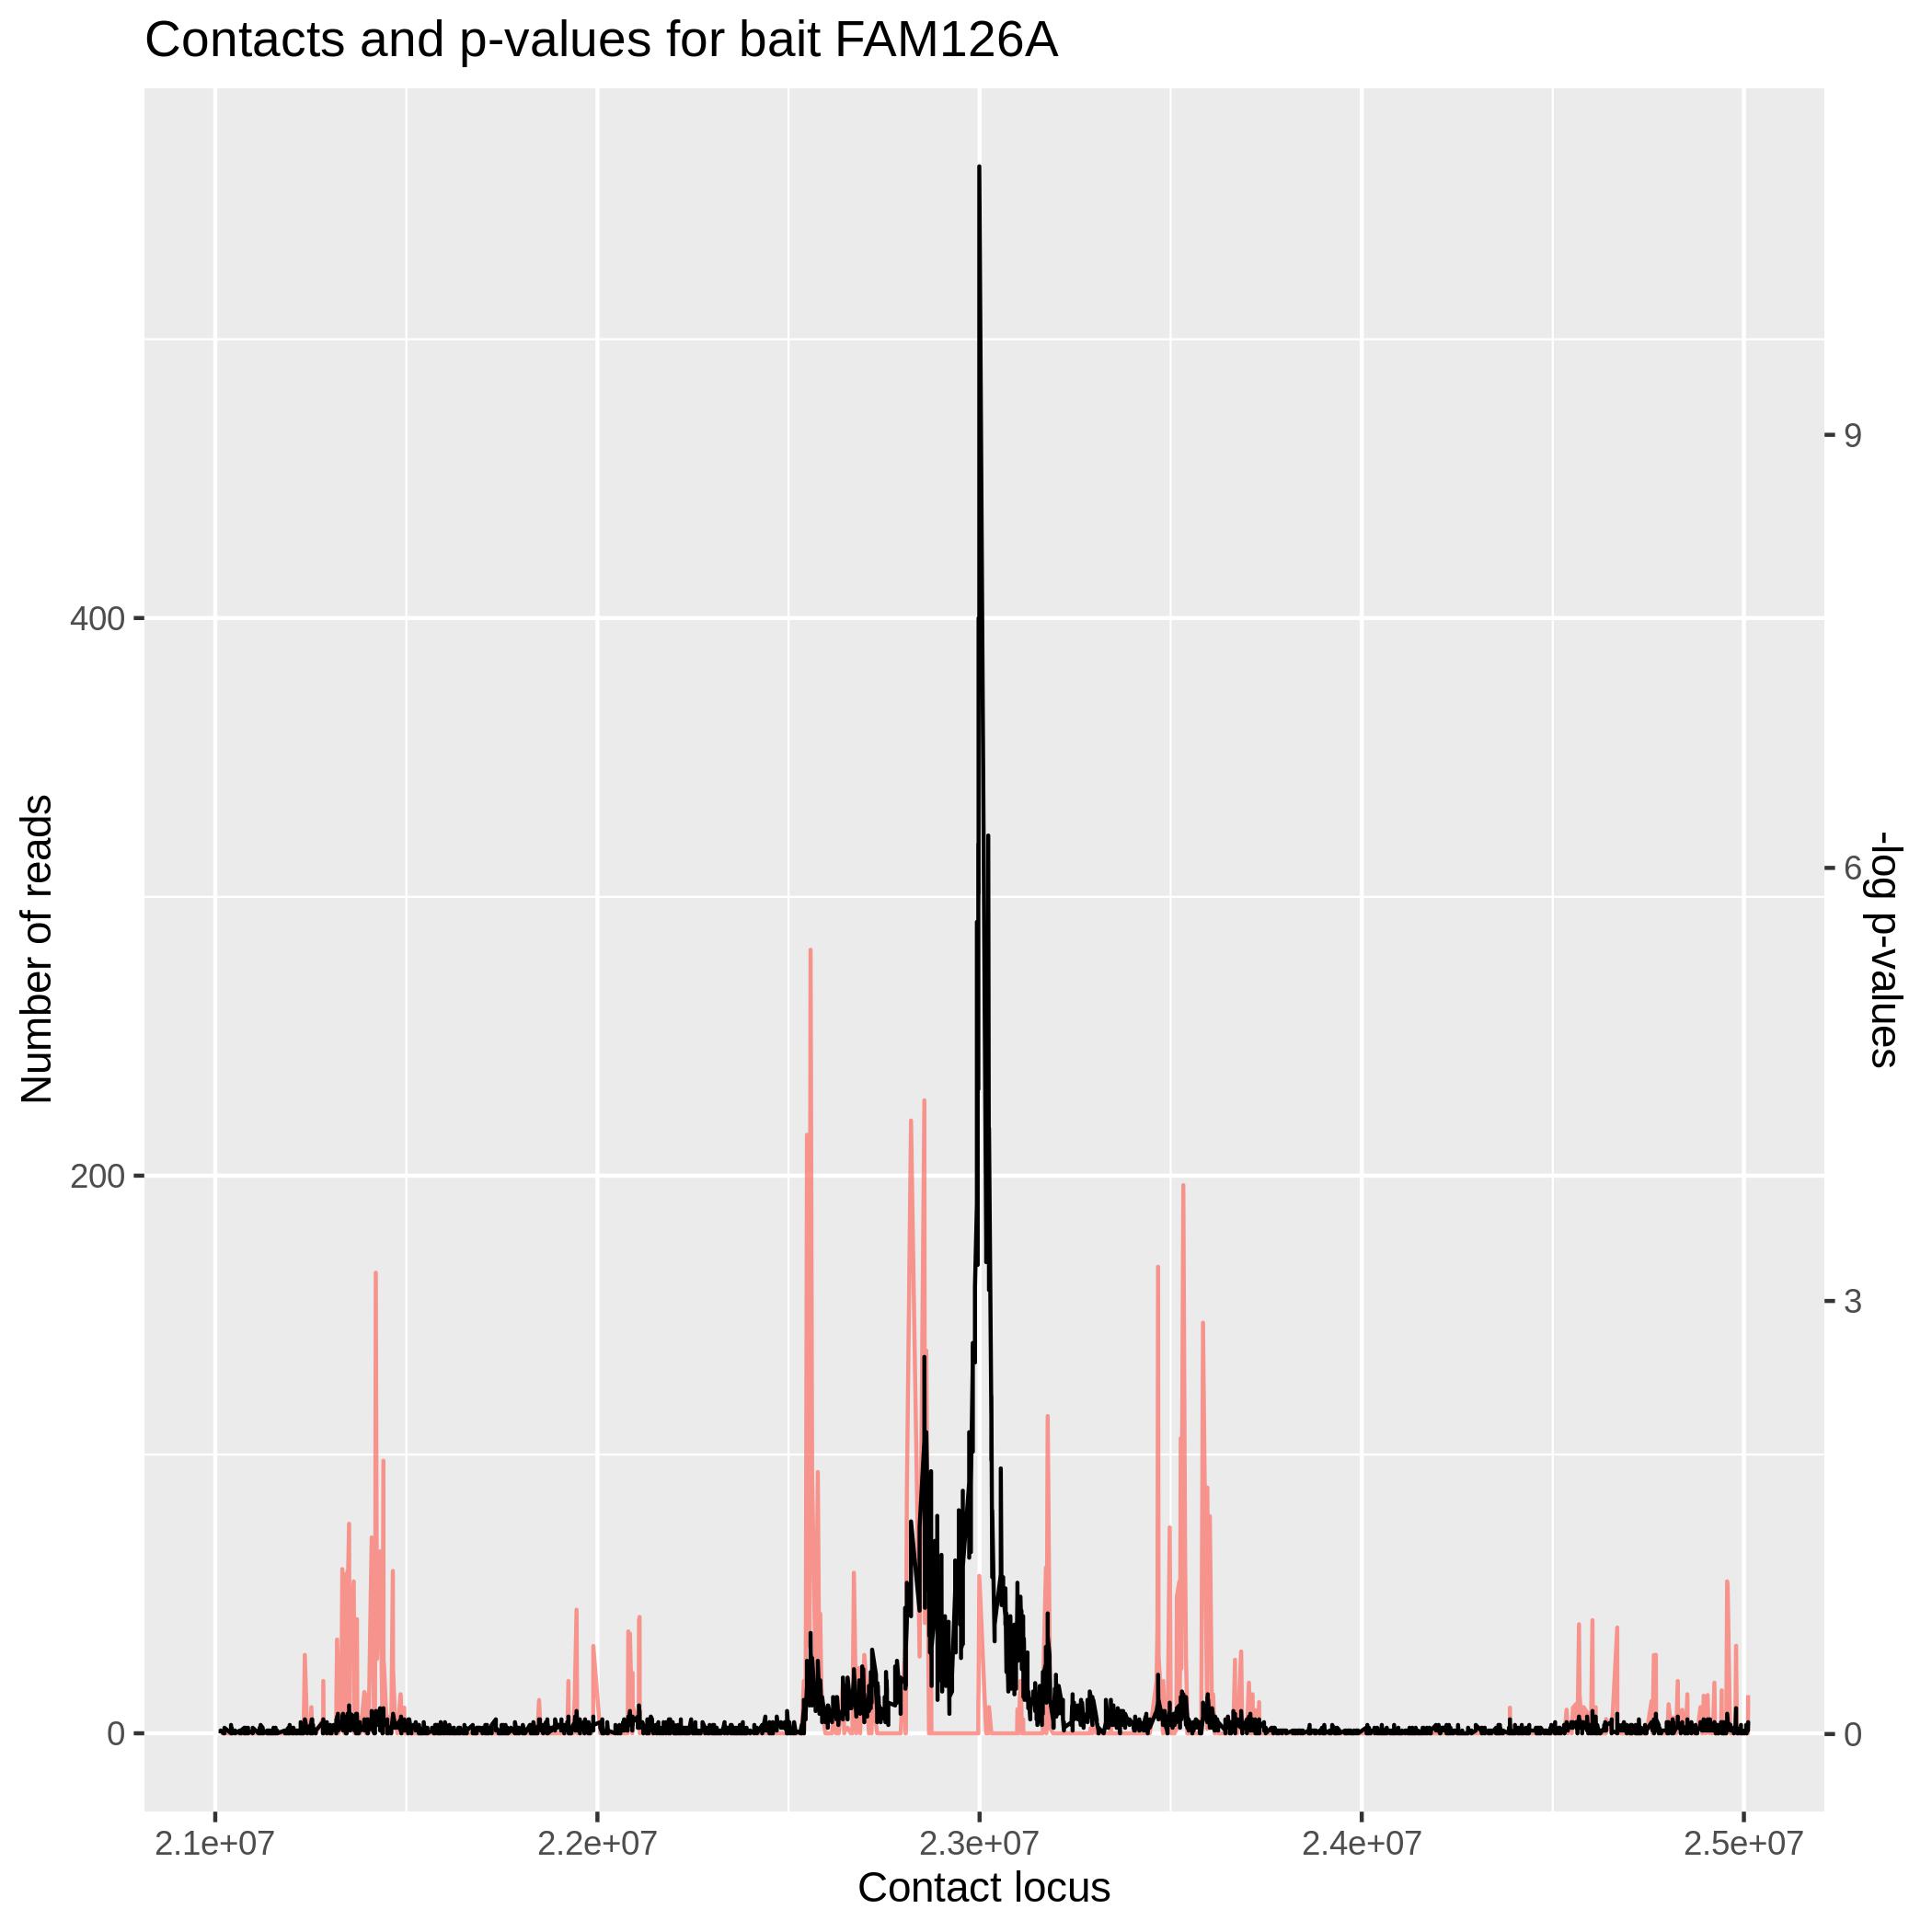 Contacts and p-values for bait FAM126A
Number of reads
400
200
0
9
6
3
0
-log p-values
2.1e+07
2.2e+07
2.3e+07
2.4e+07
2.5e+07
Contact locus